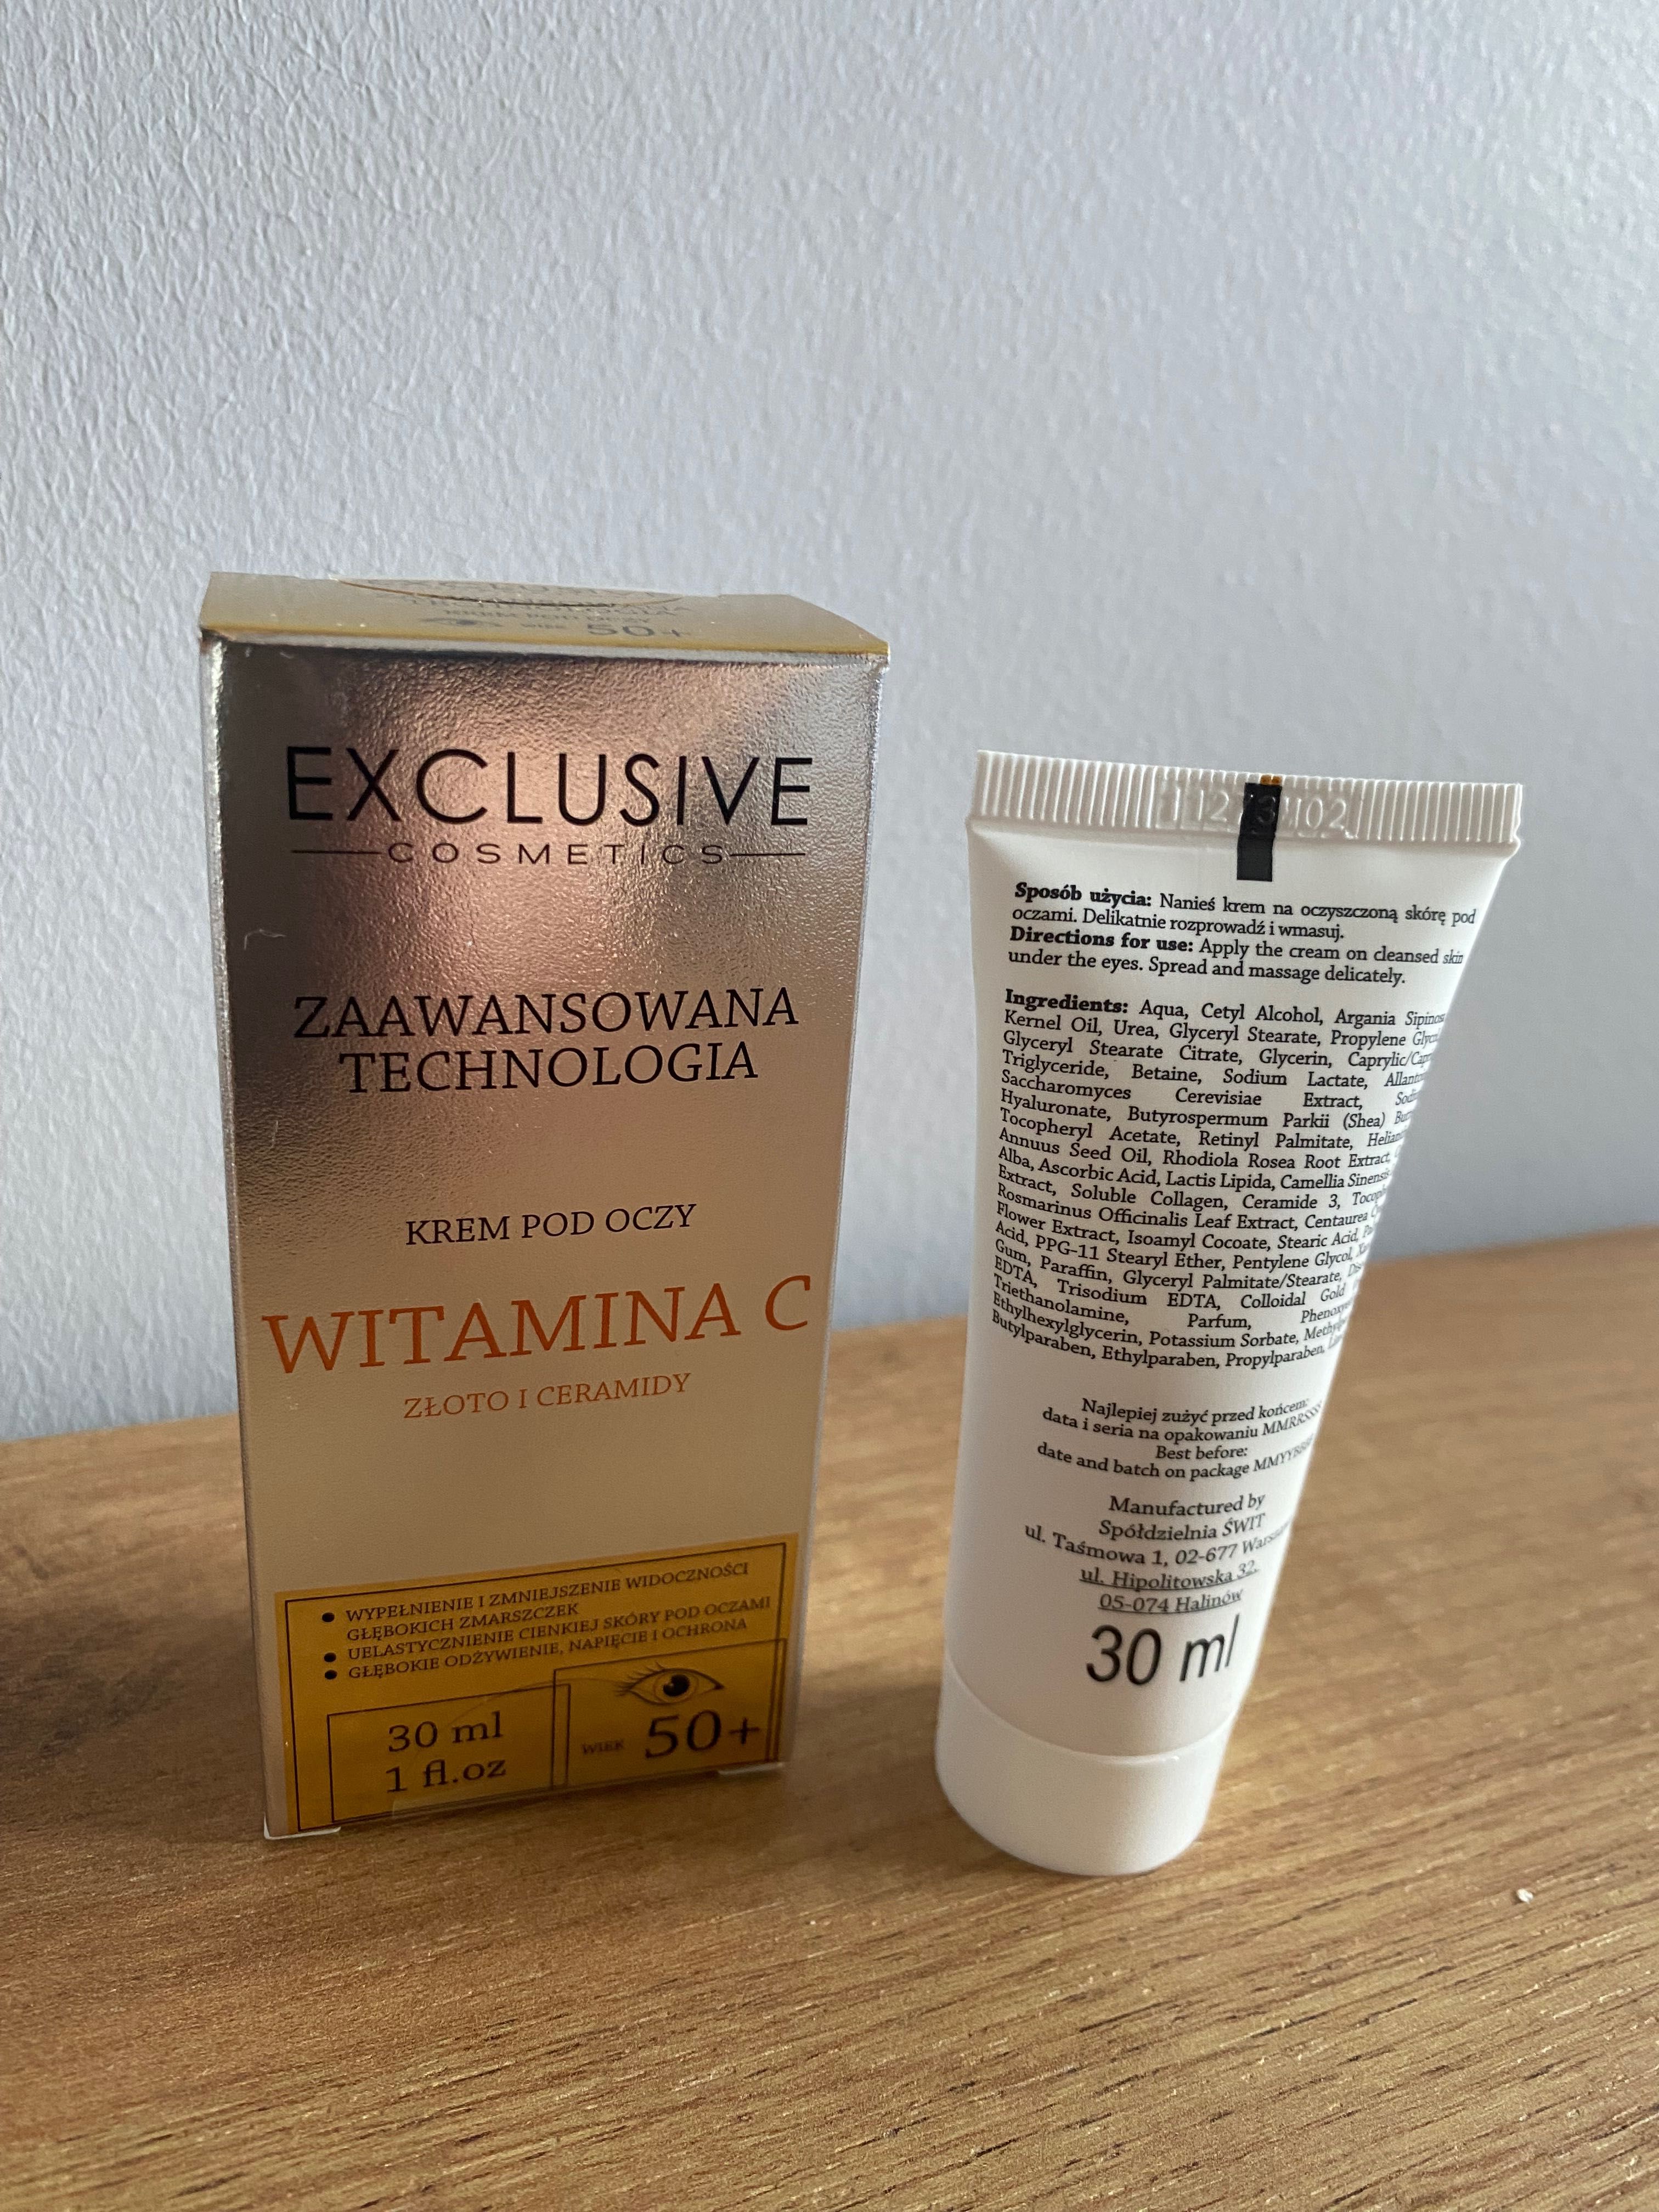 50+
EXCLUSIVE
COSMETICS
ZAAWANSOWANA
TECHNOLOGIA
KREM POD OCZY
WITAMINA C
ZŁOTO I CERAMIDY
• WYPEŁNIENIE I ZMNIEJSZENIE WIDOCZNOŚCI
GŁĘBOKICH ZMARSZCZEK
• UELASTYCZNIENIE CIENKIEJ SKÓRY POD OCZAMI
• GŁĘBOKIE ODŻYWIENIE, NAPIĘCIE I OCHRONA
30 ml
1 fl.oz
WIEK 50+
Sposób użycia: Nanieś krem na oczyszczoną skórę pod
oczami. Delikatnie rozprowadź i wmasuj.
Directions for use: Apply the cream on cleansed skin
under the eyes. Spread and massage delicately.
Ingredients: Aqua, Cetyl Alcohol, Argania
Kernel Oil, Urea, Glyceryl Stearate, Propylene
Glyceryl Stearate Citrate, Glycerin,
Triglyceride, Betaine, Sodium Lactate,
Saccharomyces Cerevisiae Extract,
Hyaluronate, Butyrospermum Parkii (Shea)
Tocopheryl Acetate, Retinyl Palmitate,
Annuus Seed Oil, Rhodiola Rosea Root Extract,
Alba, Ascorbic Acid, Lactis Lipida, Camellia
Extract, Soluble Collagen, Ceramide 3,
Rosmarinus Officinalis Leaf Extract, Centaurea
Flower Extract, Isoamyl Cocoate, Stearic Acid,
Acid, PPG-11 Stearyl Ether, Pentylene Glycol,
Gum, Paraffin, Glyceryl Palmitate/Stearate,
EDTA, Trisodium EDTA, Colloidal Gold
Triethanolamine, Parfum,
Ethylhexylglycerin, Potassium Sorbate,
Butylparaben, Ethylparaben, Propylparaben,
Najlepiej zużyć przed końcem:
data i seria na opakowaniu
Best before:
date and batch on package
Manufactured by
Spółdzielnia ŚWIT
ul. Taśmowa 1, 02-677
ul. Hipolitowska 32,
05-074 Halinów
30 ml